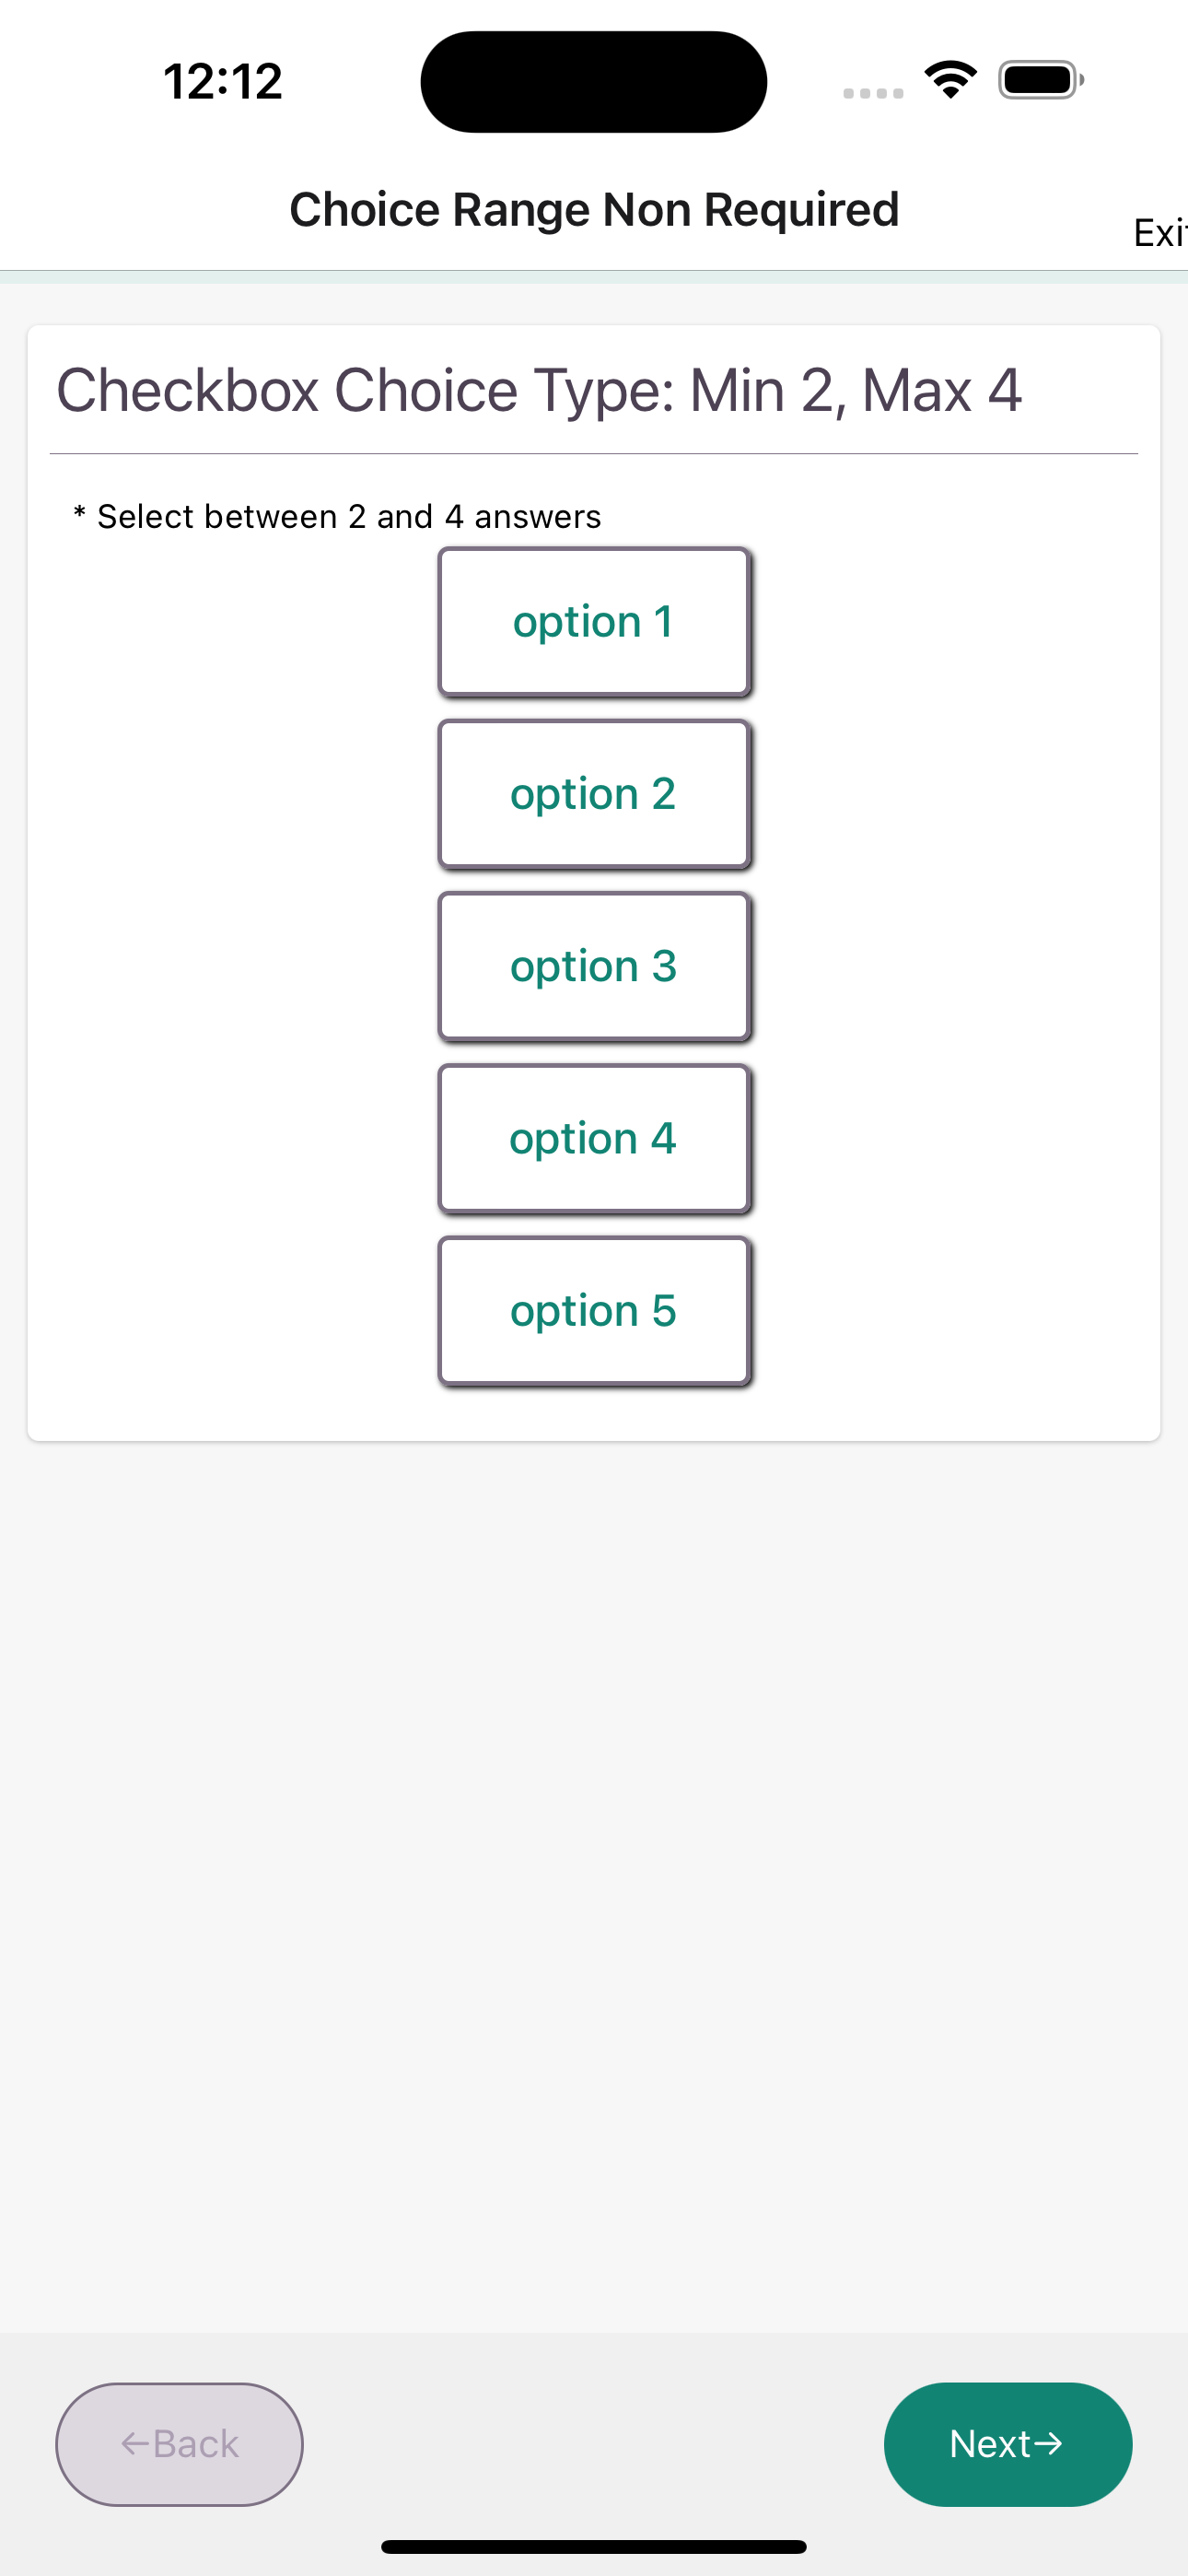 12:12
Choice Range Non Required
Exi
Checkbox Choice Type: Min 2, Max 4
* Select between 2 and 4 answers
option 1
option 2
option 3
option 4
option 5
←Back
Next→